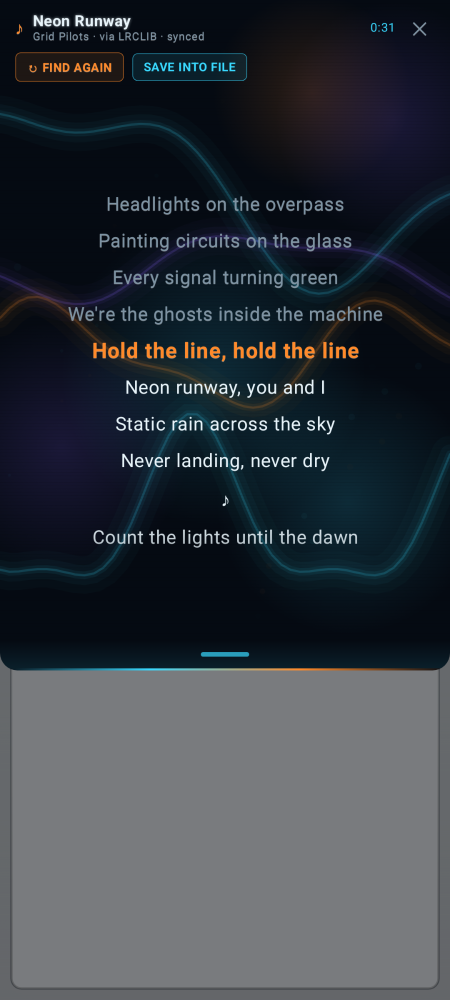 ♪ Neon Runway
Grid Pilots · via LRCLIB · synced
0:31
↻ FIND AGAIN
SAVE INTO FILE
Headlights on the overpass
Painting circuits on the glass
Every signal turning green
We're the ghosts inside the machine
Hold the line, hold the line
Neon runway, you and I
Static rain across the sky
Never landing, never dry
♪
Count the lights until the dawn